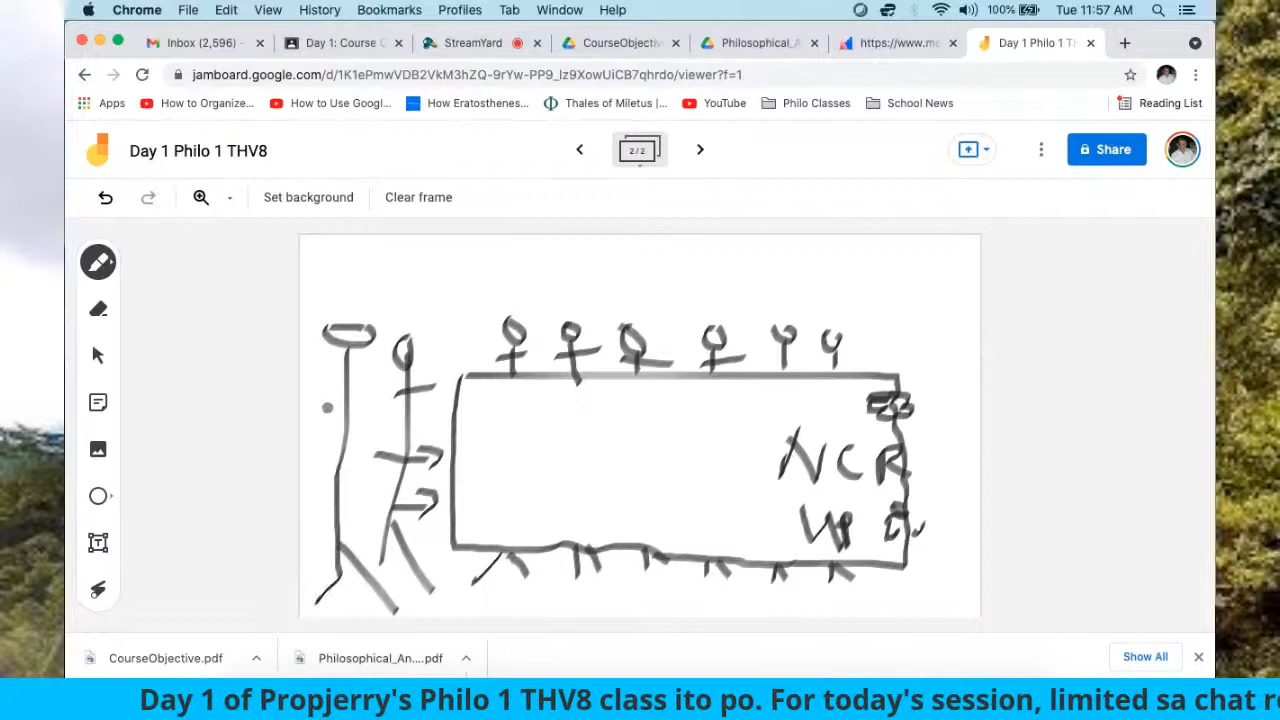 Chrome File Edit View History Bookmarks Profiles Tab Window Help 100% Tue 11:57 AM
Inbox (2,596) - Day 1: Course C StreamYard CourseObjective Philosophical_A https://www.me Day 1 Philo 1 TH
jamboard.google.com/d/1K1ePmwVDB2VkM3hZQ-9rYw-PP9_lz9XowUiCB7qhrdo/viewer?f=1
Apps How to Organize... How to Use Googl... How Eratosthenes... Thales of Miletus |... YouTube Philo Classes School News Reading List
Day 1 Philo 1 THV8 2 / 2 Share
Set background Clear frame
NCR
CourseObjective.pdf Philosophical_An....pdf Show All
Day 1 of Propjerry's Philo 1 THV8 class ito po. For today's session, limited sa chat